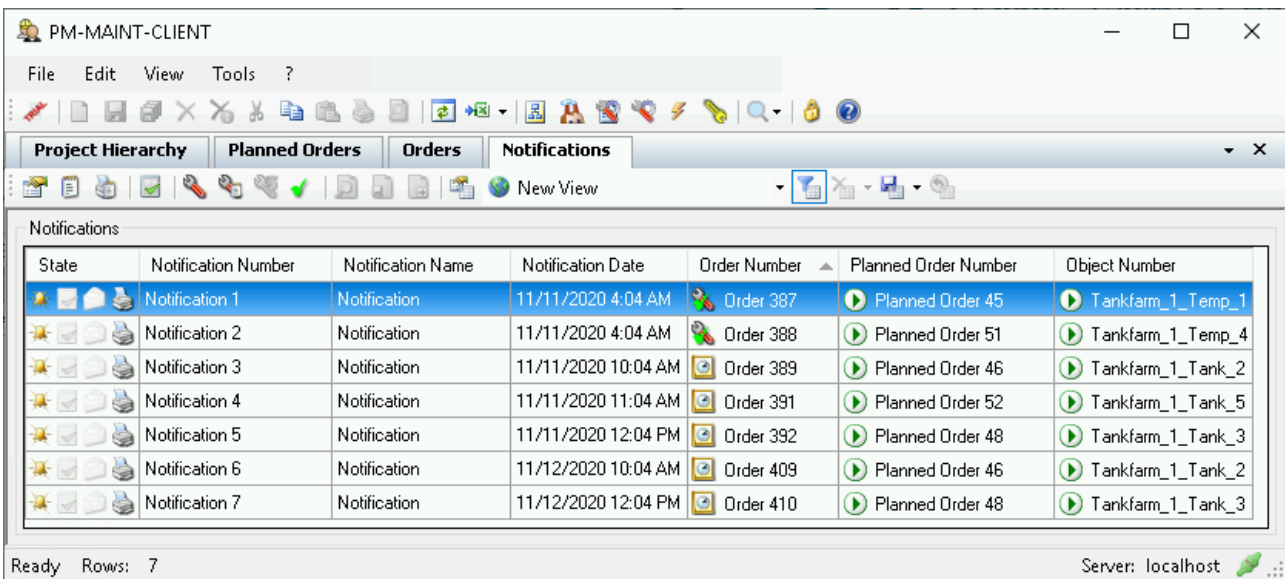 PM-MAINT-CLIENT
File Edit View Tools ?
Project Hierarchy Planned Orders Orders Notifications
New View
Notifications
State Notification Number Notification Name Notification Date Order Number Planned Order Number Object Number
Notification 1 Notification 11/11/2020 4:04 AM Order 387 Planned Order 45 Tankfarm_1_Temp_1
Notification 2 Notification 11/11/2020 4:04 AM Order 388 Planned Order 51 Tankfarm_1_Temp_4
Notification 3 Notification 11/11/2020 10:04 AM Order 389 Planned Order 46 Tankfarm_1_Tank_2
Notification 4 Notification 11/11/2020 11:04 AM Order 391 Planned Order 52 Tankfarm_1_Tank_5
Notification 5 Notification 11/11/2020 12:04 PM Order 392 Planned Order 48 Tankfarm_1_Tank_3
Notification 6 Notification 11/12/2020 10:04 AM Order 409 Planned Order 46 Tankfarm_1_Tank_2
Notification 7 Notification 11/12/2020 12:04 PM Order 410 Planned Order 48 Tankfarm_1_Tank_3
Ready Rows: 7 Server: localhost